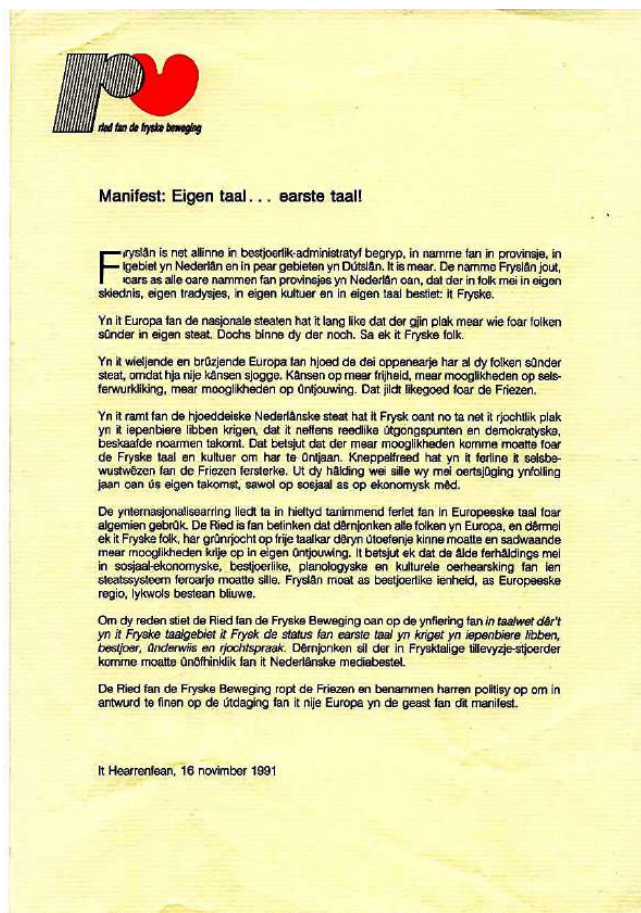 ried fan de fryske beweging
Manifest: Eigen taal... earste taal!
Fryslân is net allinne in bestjoerlik-administratyf begryp, in namme fan in provinsje, in
gebiet yn Nederlân en in pear gebieten yn Dútslân. It is mear. De namme Fryslân jout,
oars as alle oare nammen fan provinsjes yn Nederlân oan, dat der in folk mei in eigen
skiednis, eigen tradysjes, in eigen kultuer en in eigen taal bestiet: it Fryske.
Yn it Europa fan de nasjonale steaten hat it lang like dat der gjin plak mear wie foar folken
sûnder in eigen steat. Dochs binne dy der noch. Sa ek it Fryske folk.
Yn it wieljende en brûzjende Europa fan hjoed de dei oppenearje har al dy folken sûnder
steat, omdat hja nije kânsen sjogge. Kânsen op mear frijheid, mear mooglikheden op sels-
ferwurkliking, mear mooglikheden op ûntjouwing. Dat jildt likegoed foar de Friezen.
Yn it ramt fan de hjoeddeiske Nederlânske steat hat it Frysk oant no ta net it rjochtlik plak
yn it iepenbiere libben krigen, dat it neffens reedlike útgongspunten en demokratyske,
beskaafde noarmen takomt. Dat betsjut dat der mear mooglikheden komme moatte foar
de Fryske taal en kultuer om har te ûntjaan. Kneppelfreed hat yn it ferline it selsbe-
wustwêzen fan de Friezen fersterke. Ut dy hâlding wei sille wy mei oertsjûging ynfolling
jaan oan ús eigen takomst, sawol op sosjaal as op ekonomysk mêd.
De ynternasjonalisearring liedt ta in hieltyd tanimmend ferlet fan in Europeeske taal foar
algemien gebrûk. De Ried is fan betinken dat dêrnjonken alle folken yn Europa, en dêrmei
ek it Fryske folk, har grûnrjocht op frije taalkar dêryn útoefenje kinne moatte en sadwaande
mear mooglikheden krije op in eigen ûntjouwing. It betsjut ek dat de âlde ferhâldings mei
in sosjaal-ekonomyske, bestjoerlike, planologyske en kulturele oerhearsking fan ien
steatssysteem feroarje moatte sille. Fryslân moat as bestjoerlike ienheid, as Europeeske
regio, lykwols bestean bliuwe.
Om dy reden stiet de Ried fan de Fryske Beweging oan op de ynfiering fan in taalwet dêr't
yn it Fryske taalgebiet it Frysk de status fan earste taal yn kriget yn iepenbiere libben,
bestjoer, ûnderwiis en rjochtspraak. Dêrnjonken sil der in Frysktalige tillevyzje-stjoerder
komme moatte ûnôfhinklik fan it Nederlânske mediabestel.
De Ried fan de Fryske Beweging ropt de Friezen en benammen harren politisy op om in
antwurd te finen op de útdaging fan it nije Europa yn de geast fan dit manifest.
It Hearrenfean, 16 novimber 1991